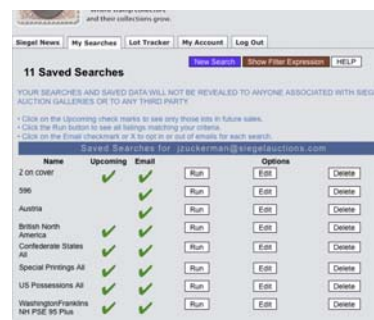 where stamp collectors
and their collections grow.
Siegel News My Searches Lot Tracker My Account Log Out
New Search Show Filter Expression HELP
11 Saved Searches
YOUR SEARCHES AND SAVED DATA WILL NOT BE REVEALED TO ANYONE ASSOCIATED WITH SIEG
AUCTION GALLERIES OR TO ANY THIRD PARTY
• Click on the Upcoming check marks to see only those lots in future sales.
• Click the Run button to see all listings matching your criteria.
• Click on the Email checkmark or X to opt in or out of emails for each search.
Saved Searches for jzuckerman@siegelauctions.com
Name Upcoming Email Options
2 on cover Run Edit Delete
596 Run Edit Delete
Austria Run Edit Delete
British North
America Run Edit Delete
Confederate States
All Run Edit Delete
Special Printings All Run Edit Delete
US Possessions All Run Edit Delete
WashingtonFranklins
NH PSE 95 Plus Run Edit Delete